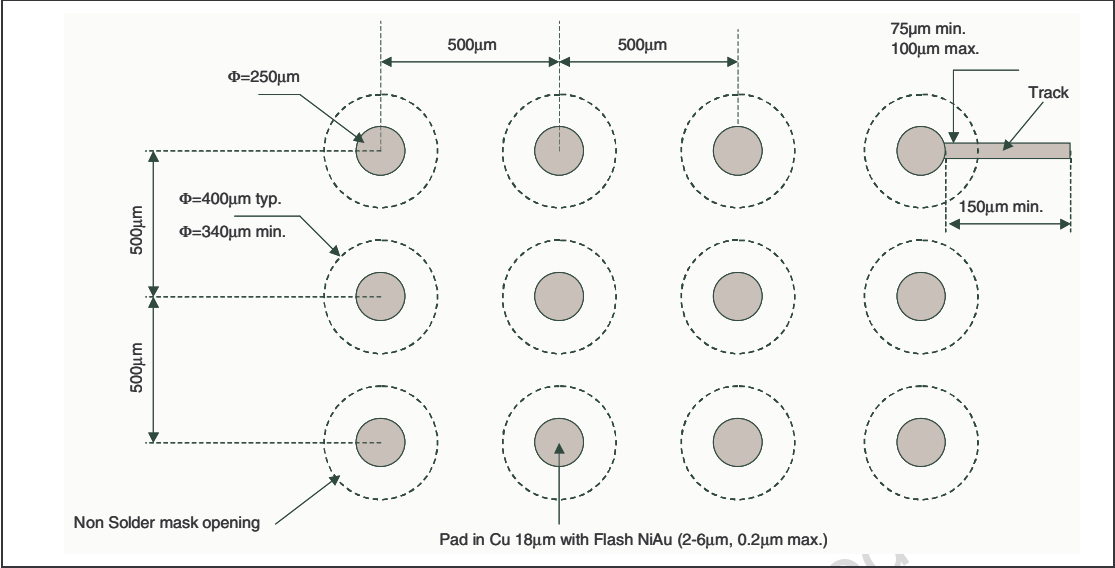 500µm
500µm
75µm min.
100µm max.
Φ=250µm
Track
Φ=400µm typ.
Φ=340µm min.
150µm min.
500µm
500µm
Non Solder mask opening
Pad in Cu 18µm with Flash NiAu (2-6µm, 0.2µm max.)